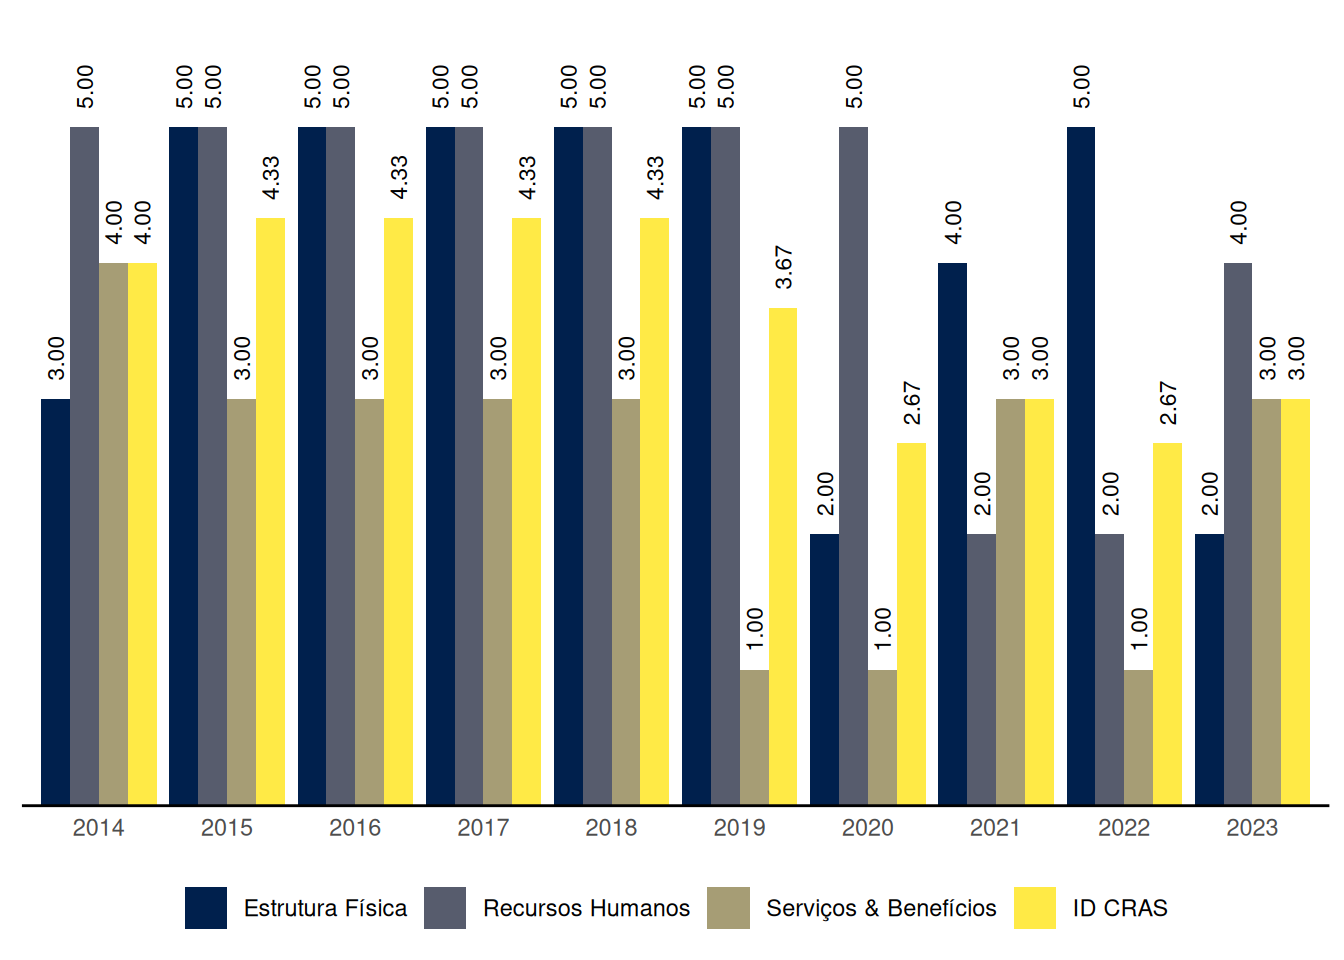 5.00 5.00 5.00 5.00 5.00 5.00 5.00 5.00 5.00 5.00 5.00 5.00 5.00
4.33 4.33 4.33 4.33
4.00 4.00 4.00 4.00
3.67
3.00 3.00 3.00 3.00 3.00 3.00 3.00 3.00 3.00
2.67 2.67
2.00 2.00 2.00 2.00
1.00 1.00 1.00
2014 2015 2016 2017 2018 2019 2020 2021 2022 2023
Estrutura Física Recursos Humanos Serviços & Benefícios ID CRAS